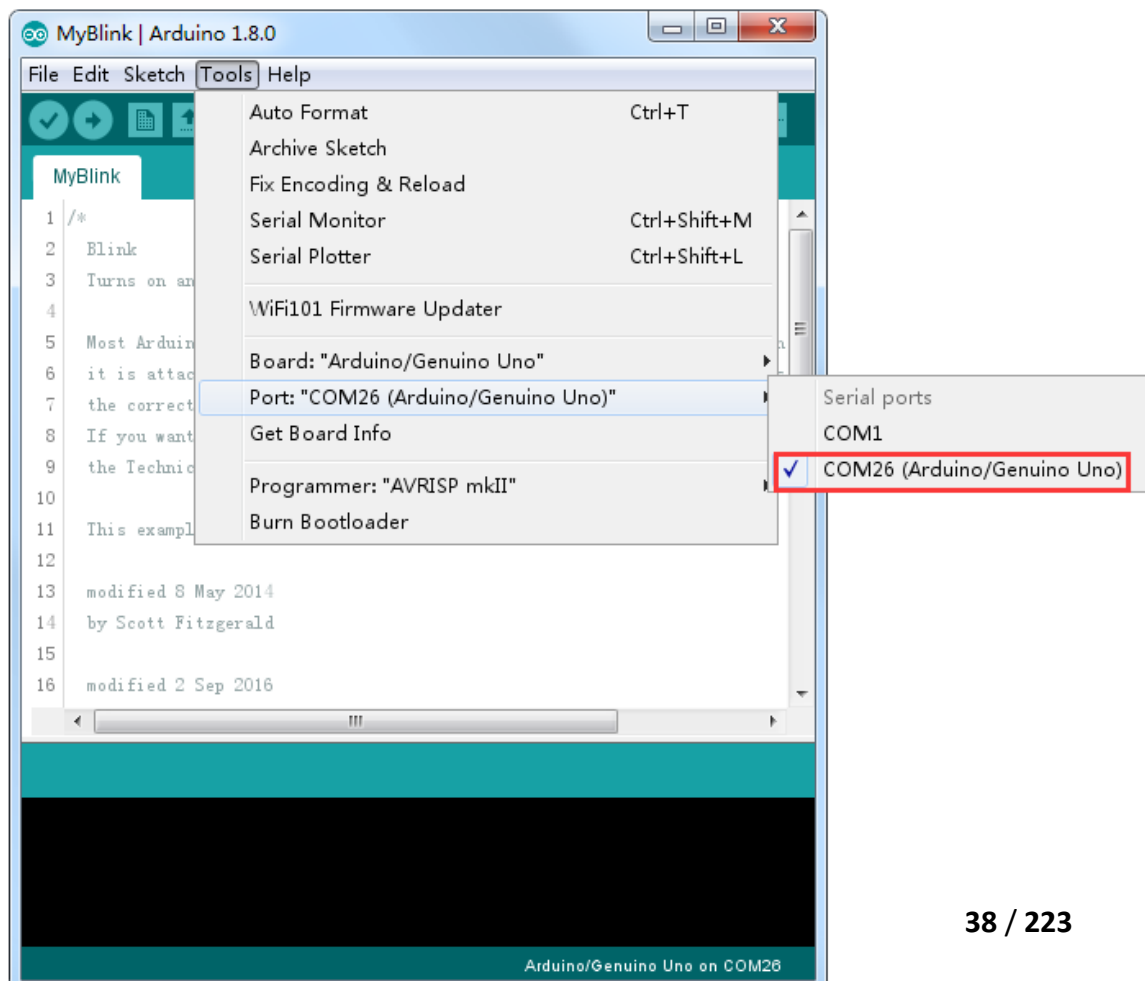 MyBlink | Arduino 1.8.0
File Edit Sketch Tools Help
Auto Format Ctrl+T
Archive Sketch
MyBlink
Fix Encoding & Reload
1 /*
Serial Monitor Ctrl+Shift+M
2 Blink
Serial Plotter Ctrl+Shift+L
3 Turns on an
4
WiFi101 Firmware Updater
5 Most Arduin
Board: "Arduino/Genuino Uno"
6 it is attac
Port: "COM26 (Arduino/Genuino Uno)"
Serial ports
7 the correct
Get Board Info
COM1
8 If you want
COM26 (Arduino/Genuino Uno)
9 the Technic
Programmer: "AVRISP mkII"
10
Burn Bootloader
11 This exampl
12
13 modified 8 May 2014
14 by Scott Fitzgerald
15
16 modified 2 Sep 2016
38 / 223
Arduino/Genuino Uno on COM26